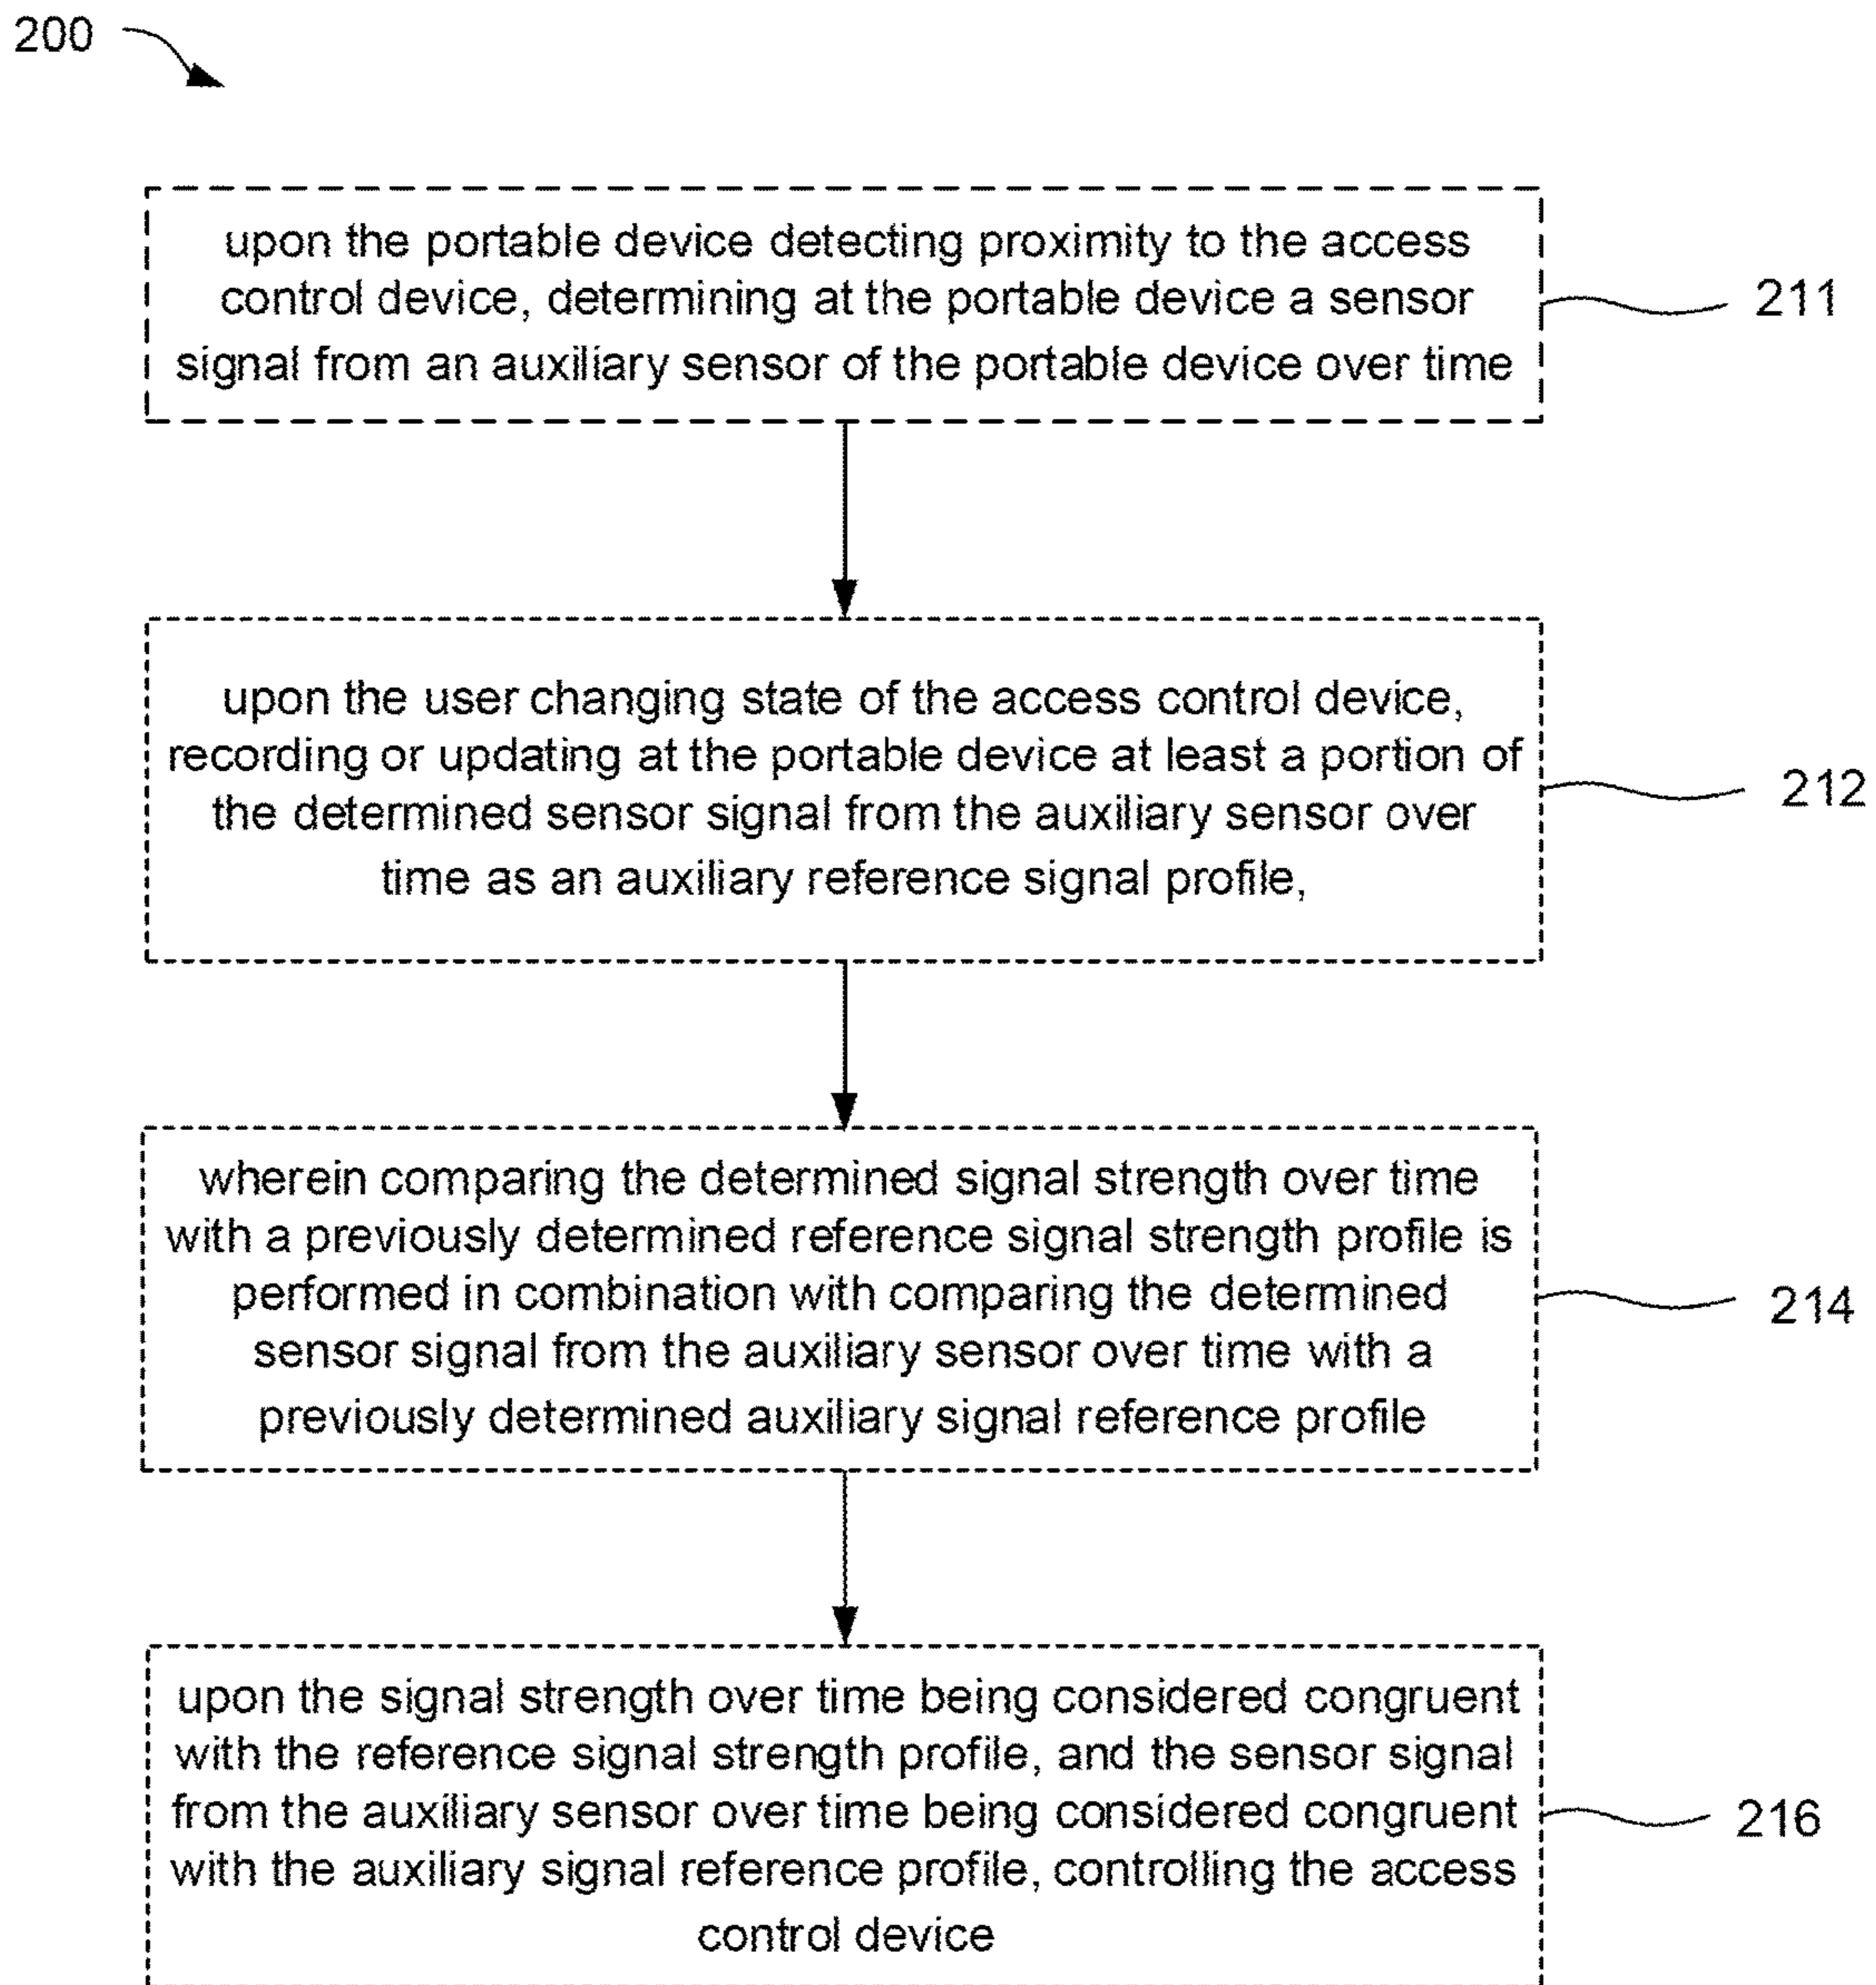 200
upon the portable device detecting proximity to the access
control device, determining at the portable device a sensor
signal from an auxiliary sensor of the portable device over time
211
upon the user changing state of the access control device,
recording or updating at the portable device at least a portion of
the determined sensor signal from the auxiliary sensor over
time as an auxiliary reference signal profile,
212
wherein comparing the determined signal strength over time
with a previously determined reference signal strength profile is
performed in combination with comparing the determined
sensor signal from the auxiliary sensor over time with a
previously determined auxiliary signal reference profile
214
upon the signal strength over time being considered congruent
with the reference signal strength profile, and the sensor signal
from the auxiliary sensor over time being considered congruent
with the auxiliary signal reference profile, controlling the access
control device
216